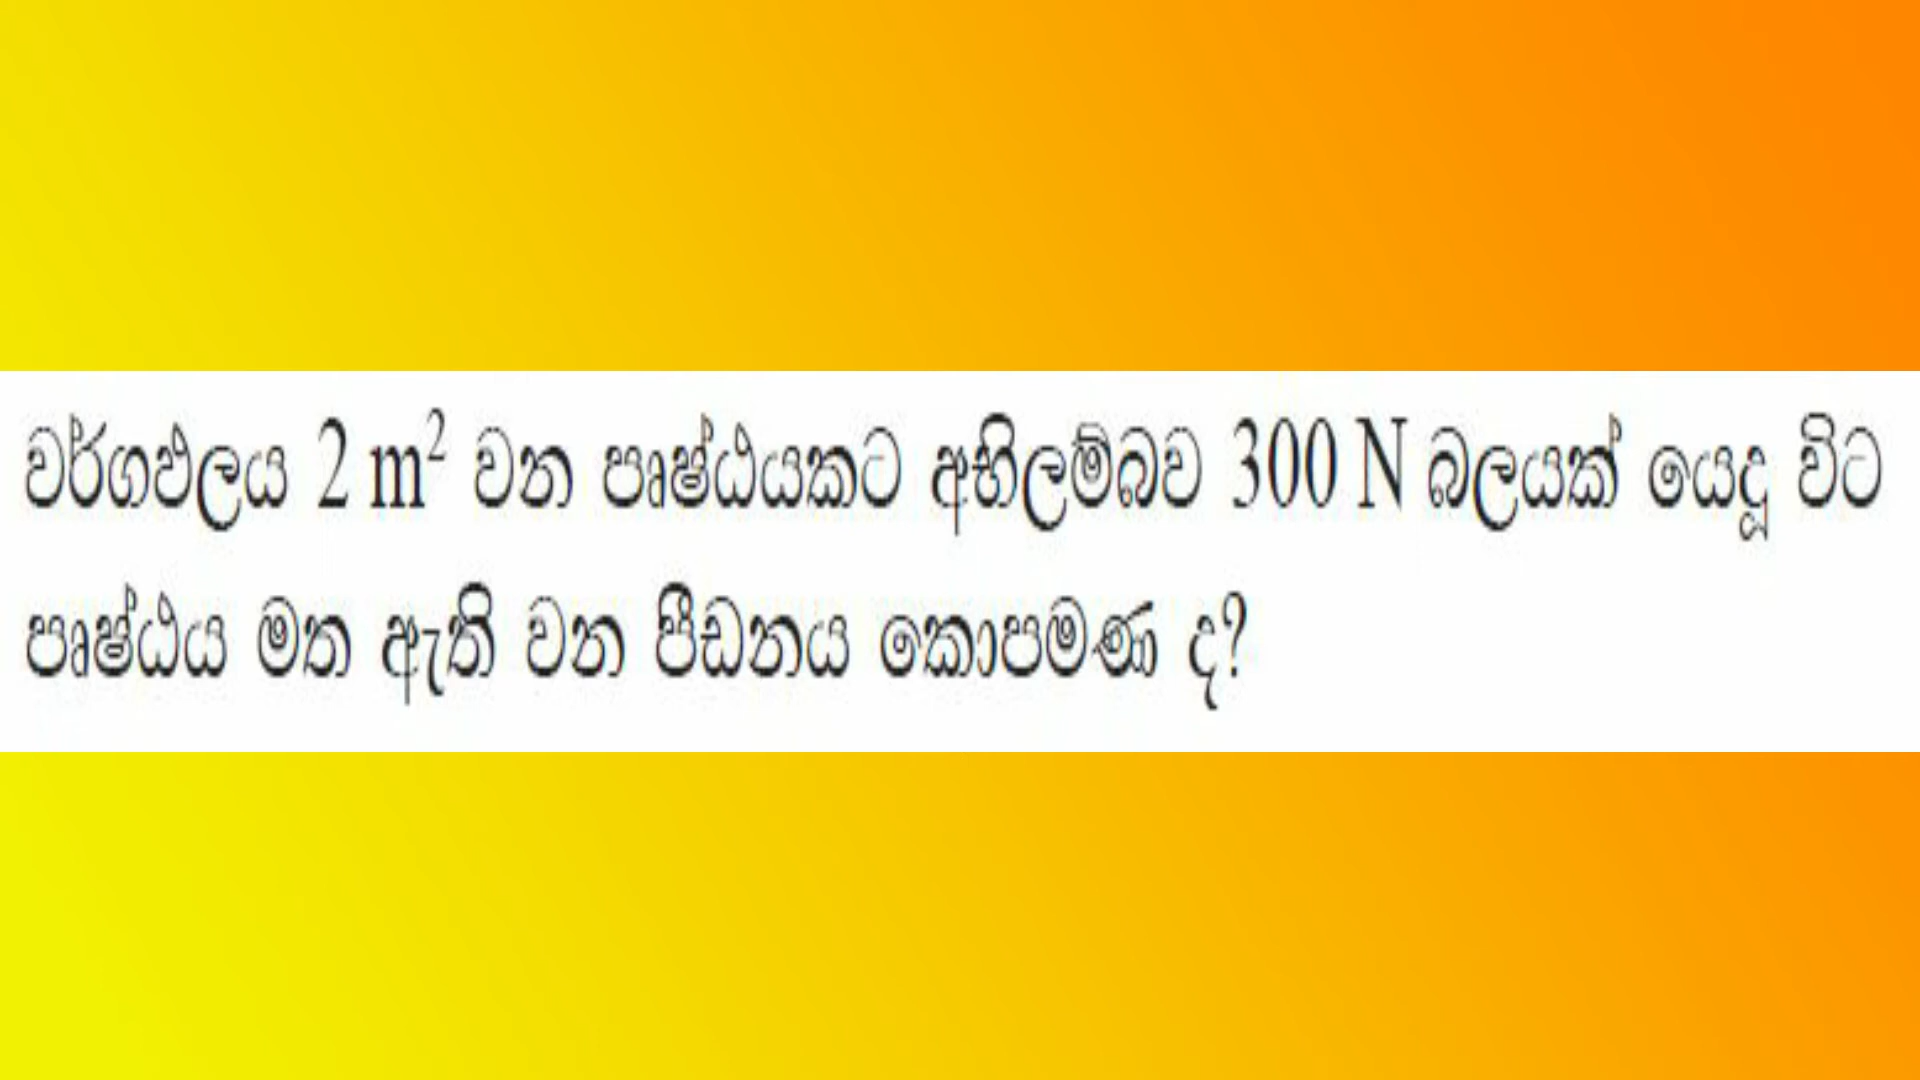 වර්ගඵලය 2 m² වන පෘෂ්ඨයකට අභිලම්බව 300 N බලයක් යෙදූ විට
පෘෂ්ඨය මත ඇති වන පීඩනය කොපමණ ද?